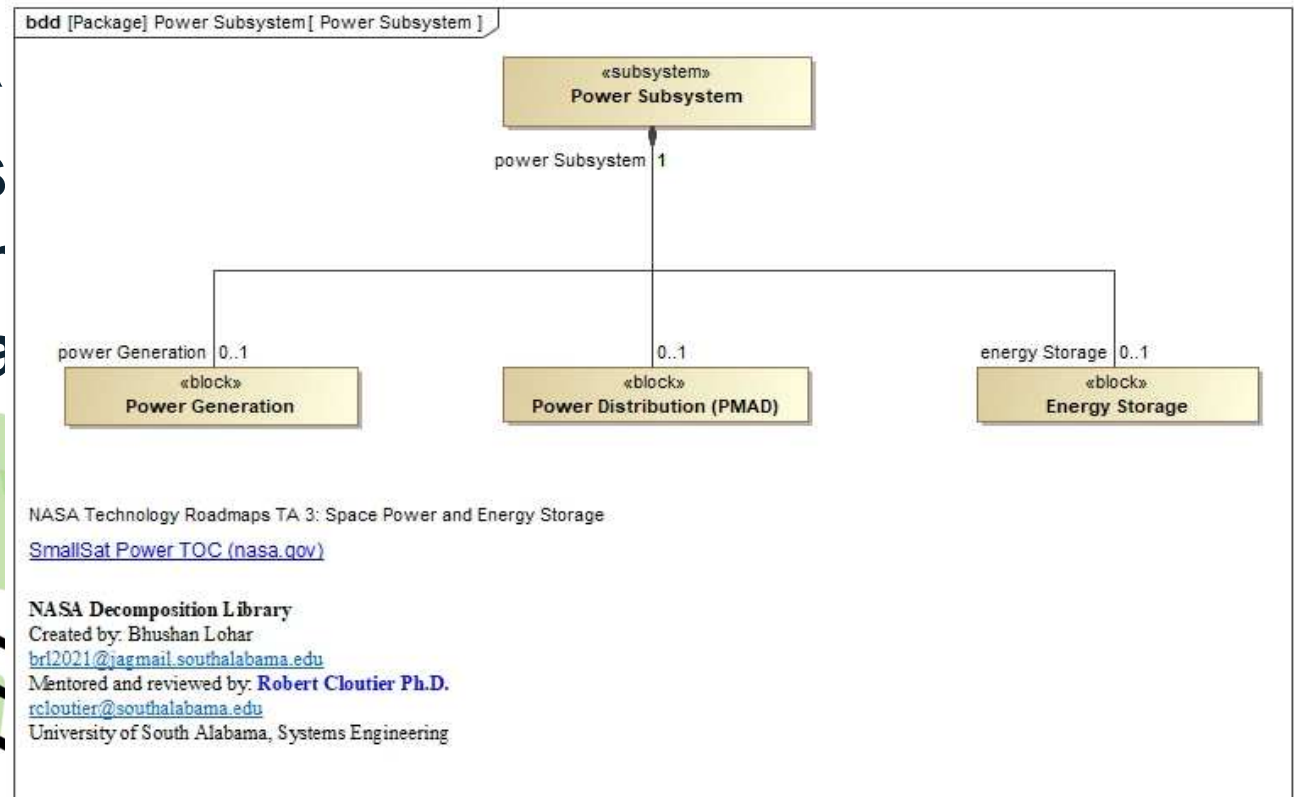 bdd [Package] Power Subsystem[ Power Subsystem ]
«subsystem»
Power Subsystem
power Subsystem 1
power Generation 0..1
0..1
energy Storage 0..1
«block»
Power Generation
«block»
Power Distribution (PMAD)
«block»
Energy Storage
NASA Technology Roadmaps TA 3: Space Power and Energy Storage
SmallSat Power TOC (nasa.gov)
NASA Decomposition Library
Created by: Bhushan Lohar
brl2021@jagmail.southalabama.edu
Mentored and reviewed by: Robert Cloutier Ph.D.
rcloutier@southalabama.edu
University of South Alabama, Systems Engineering